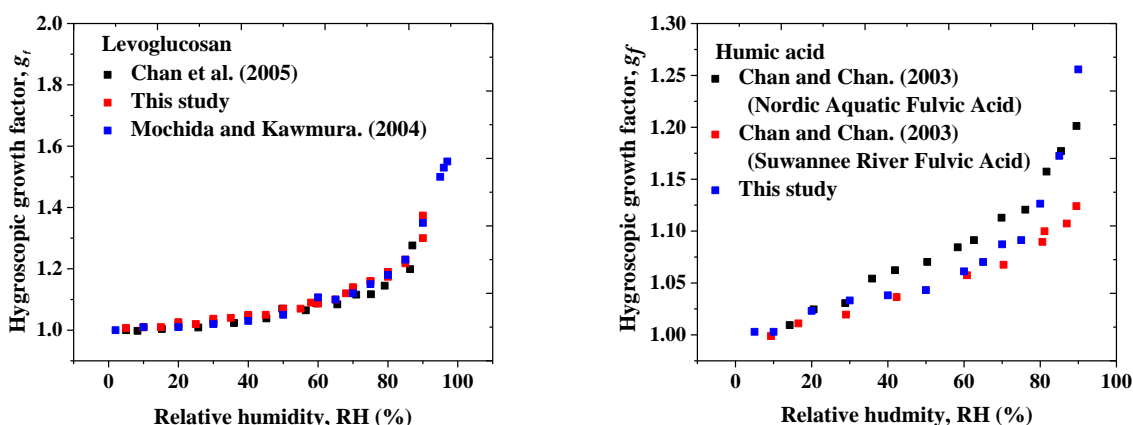 2.0
1.8
1.6
1.4
1.2
1.0
Hygroscopic growth factor, gf
Levoglucosan
Chan et al. (2005)
This study
Mochida and Kawmura. (2004)
0 20 40 60 80 100
Relative humidity, RH (%)
1.30
1.25
1.20
1.15
1.10
1.05
1.00
Hygroscopic growth factor, gf
Humic acid
Chan and Chan. (2003)
(Nordic Aquatic Fulvic Acid)
Chan and Chan. (2003)
(Suwannee River Fulvic Acid)
This study
0 20 40 60 80 100
Relative hudmity, RH (%)